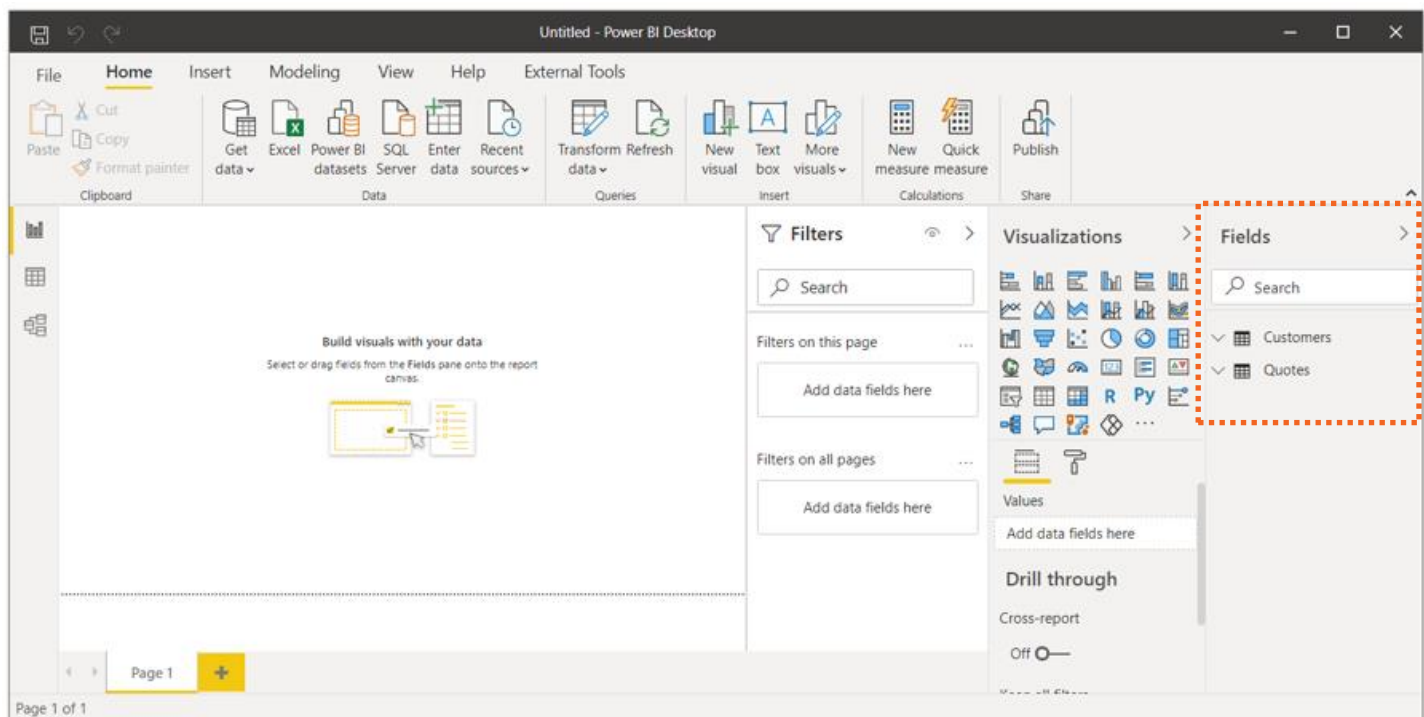 Untitled - Power BI Desktop
File Home Insert Modeling View Help External Tools
Paste
Cut
Copy
Format painter
Clipboard
Get data
Excel
Power BI datasets
SQL Server
Enter data
Recent sources
Data
Transform data
Refresh
Queries
New visual
Text box
More visuals
Insert
New measure
Quick measure
Calculations
Publish
Share
Build visuals with your data
Select or drag fields from the Fields pane onto the report
canvas.
Filters
Search
Filters on this page ...
Add data fields here
Filters on all pages ...
Add data fields here
Visualizations
R Py
...
Values
Add data fields here
Drill through
Cross-report
Off
Fields
Search
Customers
Quotes
Page 1
Page 1 of 1